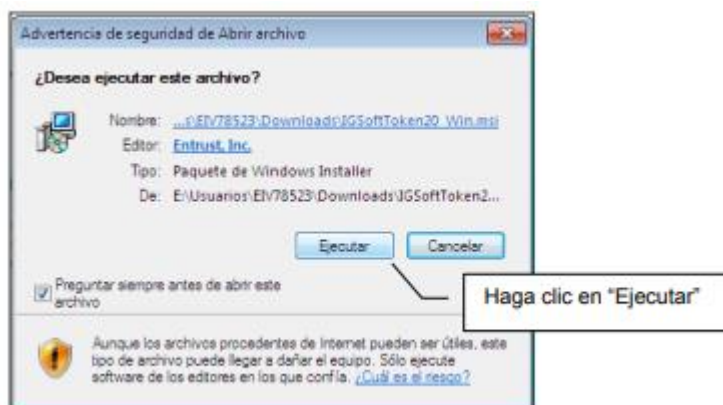 Advertencia de seguridad de Abrir archivo
¿Desea ejecutar este archivo?
Nombre: ...s\EIV78523\Downloads\IGSoftToken20_Win.msi
Editor: Entrust, Inc.
Tipo: Paquete de Windows Installer
De: E:\Usuarios\EIV78523\Downloads\IGSoftToken2...
Ejecutar Cancelar
Preguntar siempre antes de abrir este
archivo
Haga clic en “Ejecutar”
Aunque los archivos procedentes de Internet pueden ser útiles, este
tipo de archivo puede llegar a dañar el equipo. Sólo ejecute
software de los editores en los que confía. ¿Cuál es el riesgo?